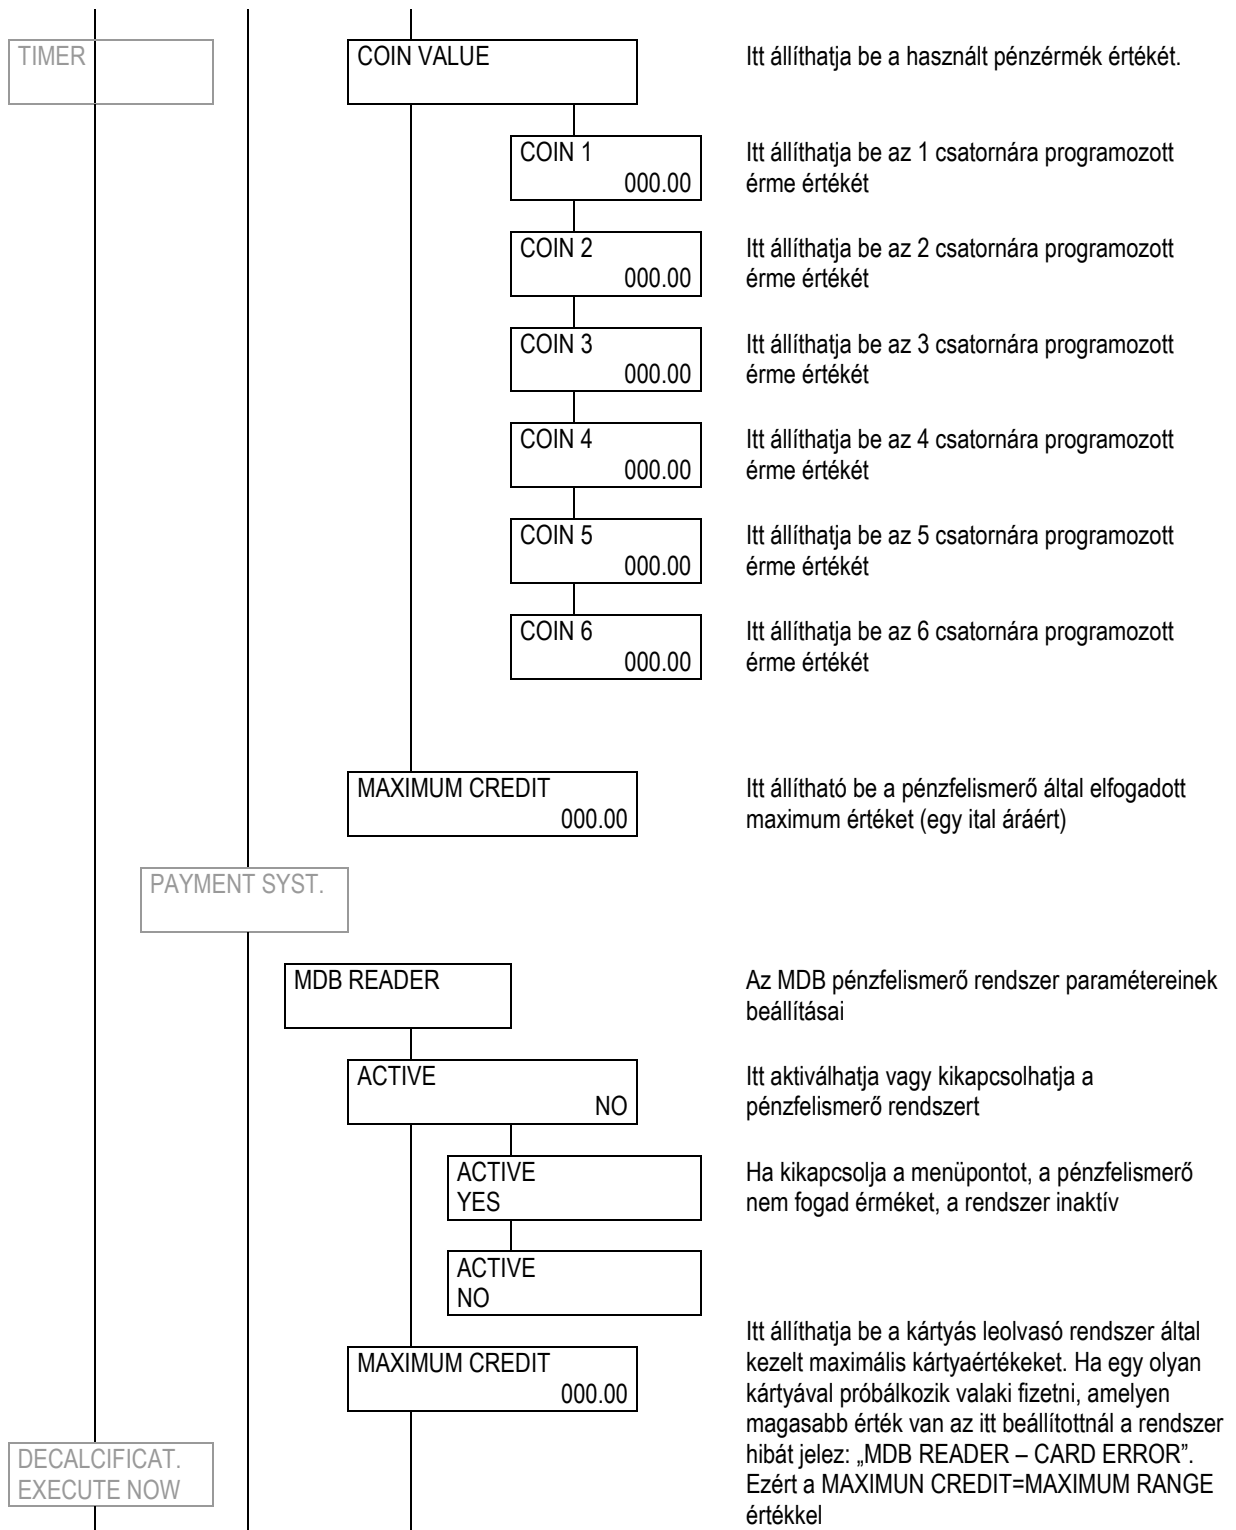 TIMER
COIN VALUE
Itt állíthatja be a használt pénzérmék értékét.
COIN 1
000.00
Itt állíthatja be az 1 csatornára programozott
érme értékét
COIN 2
000.00
Itt állíthatja be az 2 csatornára programozott
érme értékét
COIN 3
000.00
Itt állíthatja be az 3 csatornára programozott
érme értékét
COIN 4
000.00
Itt állíthatja be az 4 csatornára programozott
érme értékét
COIN 5
000.00
Itt állíthatja be az 5 csatornára programozott
érme értékét
COIN 6
000.00
Itt állíthatja be az 6 csatornára programozott
érme értékét
MAXIMUM CREDIT
000.00
Itt állítható be a pénzfelismerő által elfogadott
maximum értéket (egy ital áráért)
PAYMENT SYST.
MDB READER
Az MDB pénzfelismerő rendszer paramétereinek
beállításai
ACTIVE
NO
Itt aktiválhatja vagy kikapcsolhatja a
pénzfelismerő rendszert
ACTIVE
YES
Ha kikapcsolja a menüpontot, a pénzfelismerő
nem fogad érméket, a rendszer inaktív
ACTIVE
NO
MAXIMUM CREDIT
000.00
Itt állíthatja be a kártyás leolvasó rendszer által
kezelt maximális kártyaértékeket. Ha egy olyan
kártyával próbálkozik valaki fizetni, amelyen
magasabb érték van az itt beállítottnál a rendszer
hibát jelez: „MDB READER – CARD ERROR”.
Ezért a MAXIMUN CREDIT=MAXIMUM RANGE
értékkel
DECALCIFICAT.
EXECUTE NOW